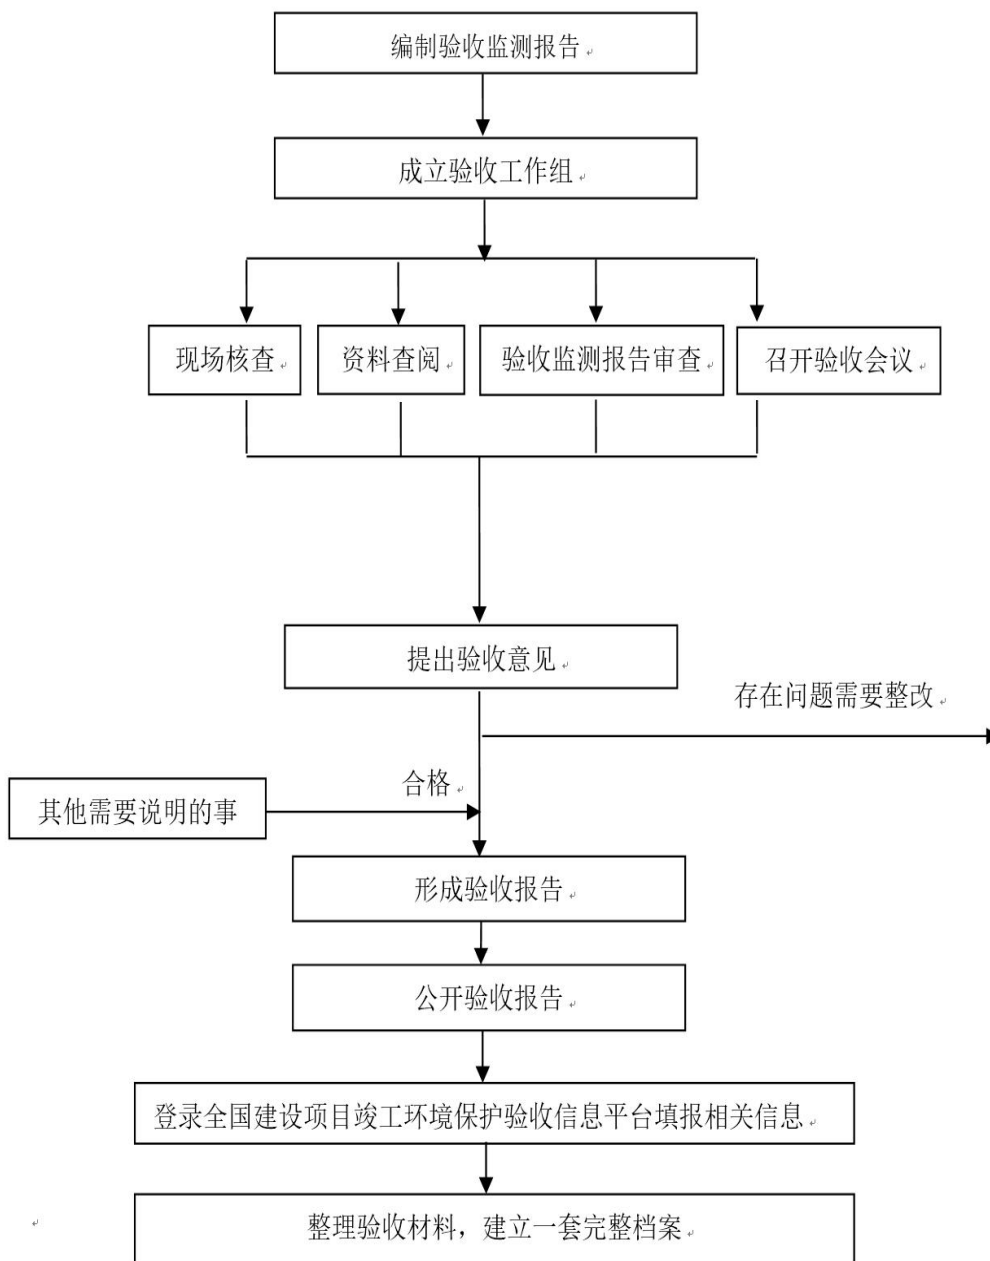 编制验收监测报告
成立验收工作组
现场核查
资料查阅
验收监测报告审查
召开验收会议
提出验收意见
存在问题需要整改
合格
其他需要说明的事
形成验收报告
公开验收报告
登录全国建设项目竣工环境保护验收信息平台填报相关信息
整理验收材料，建立一套完整档案